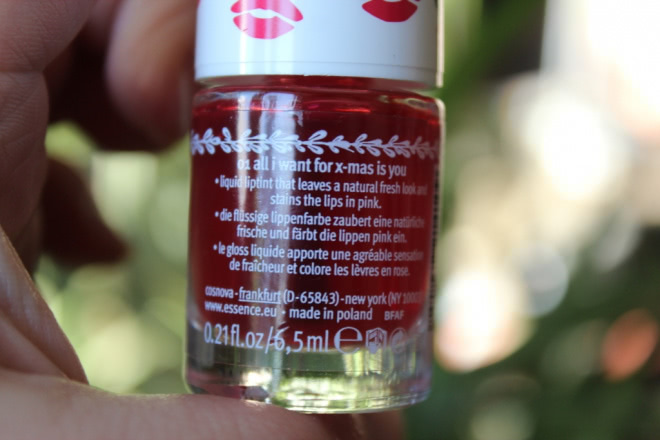 01 all i want for x-mas is you
• liquid liptint that leaves a natural fresh look and
stains the lips in pink.
• die flüssige lippenfarbe zaubert eine natürliche
frische und färbt die lippen pink ein.
• le gloss liquide apporte une agréable sensation
de fraîcheur et colore les lèvres en rose.
cosnova - frankfurt (D-65843) - new york (NY 10003)
www.essence.eu • made in poland BFAF
0.21fl.oz/6,5ml e